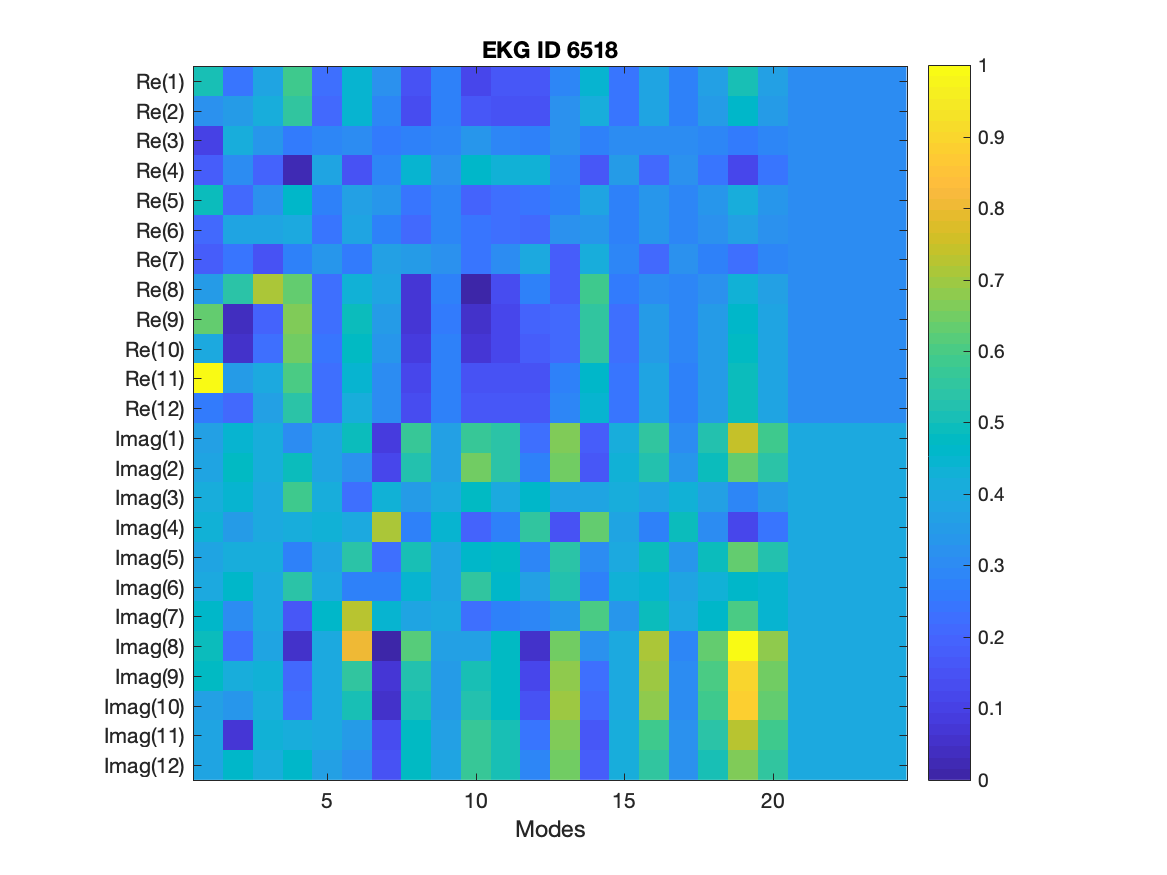 EKG ID 6518
Re(1)
Re(2)
Re(3)
Re(4)
Re(5)
Re(6)
Re(7)
Re(8)
Re(9)
Re(10)
Re(11)
Re(12)
Imag(1)
Imag(2)
Imag(3)
Imag(4)
Imag(5)
Imag(6)
Imag(7)
Imag(8)
Imag(9)
Imag(10)
Imag(11)
Imag(12)
5 10 15 20
Modes
1
0.9
0.8
0.7
0.6
0.5
0.4
0.3
0.2
0.1
0